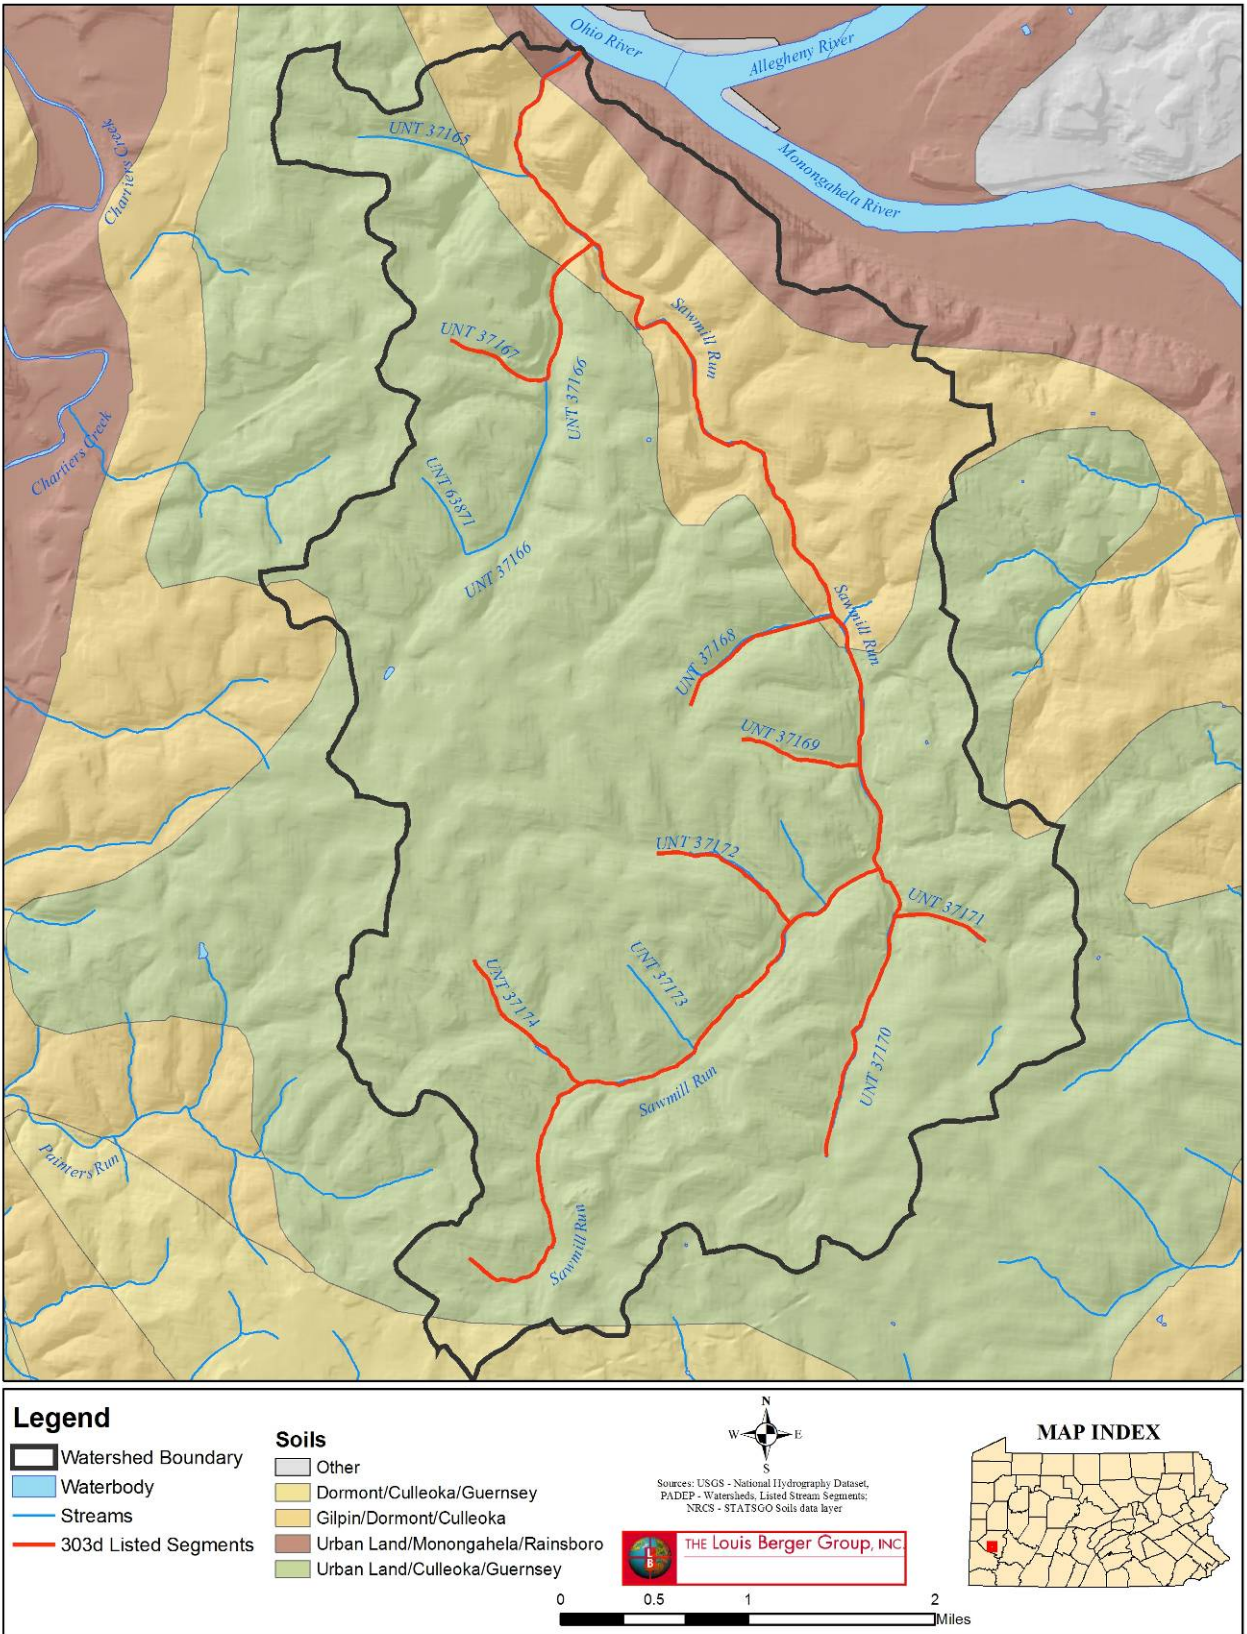 Ohio River
Allegheny River
Monongahela River
Chartiers Creek
UNT 37165
Sawmill Run
UNT 37167
UNT 37166
Chartiers Creek
UNT 63871
UNT 37166
Sawmill Run
UNT 37168
UNT 37169
UNT 37172
UNT 37171
UNT 37174
UNT 37173
UNT 37170
Sawmill Run
Painters Run
Sawmill Run
Legend
Watershed Boundary
Waterbody
Streams
303d Listed Segments
Soils
Other
Dormont/Culleoka/Guernsey
Gilpin/Dormont/Culleoka
Urban Land/Monongahela/Rainsboro
Urban Land/Culleoka/Guernsey
N
W E
S
Sources: USGS - National Hydrography Dataset,
PADEP - Watersheds, Listed Stream Segments;
NRCS - STATSGO Soils data layer
L
B
THE Louis Berger Group, INC.
0 0.5 1 2
Miles
MAP INDEX